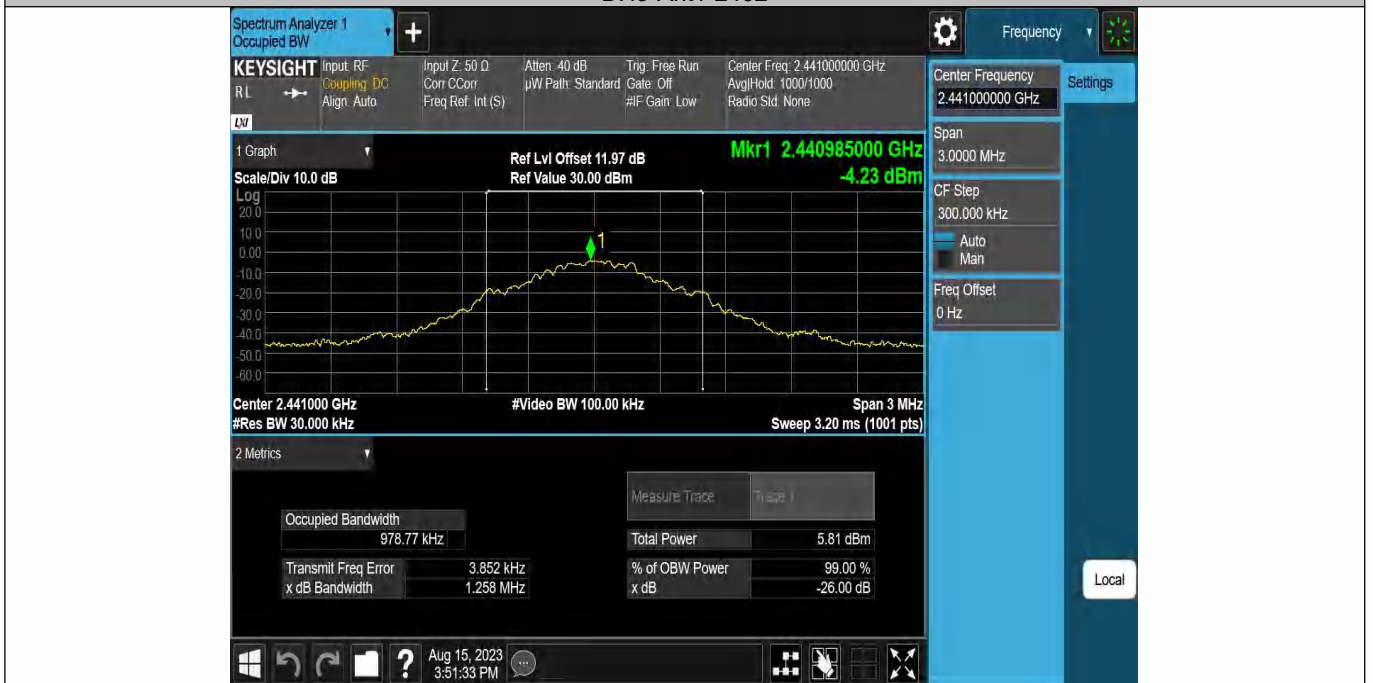 Spectrum Analyzer 1
Occupied BW
+
Frequency
KEYSIGHT
RL
LXI
Input: RF
Coupling: DC
Align: Auto
Input Z: 50 Ω
Corr CCorr
Freq Ref: Int (S)
Atten: 40 dB
µW Path: Standard
Trig: Free Run
Gate: Off
#IF Gain: Low
Center Freq: 2.441000000 GHz
Avg|Hold: 1000/1000
Radio Std: None
Center Frequency
2.441000000 GHz
Settings
Span
3.0000 MHz
CF Step
300.000 kHz
Auto
Man
Freq Offset
0 Hz
Local
1 Graph
Scale/Div 10.0 dB
Ref Lvl Offset 11.97 dB
Ref Value 30.00 dBm
Mkr1 2.440985000 GHz
-4.23 dBm
Log
20.0
10.0
0.00
-10.0
-20.0
-30.0
-40.0
-50.0
-60.0
1
Center 2.441000 GHz
#Video BW 100.00 kHz
Span 3 MHz
#Res BW 30.000 kHz
Sweep 3.20 ms (1001 pts)
2 Metrics
Measure Trace
Trace 1
Occupied Bandwidth
978.77 kHz
Total Power
5.81 dBm
Transmit Freq Error
3.852 kHz
% of OBW Power
99.00 %
x dB Bandwidth
1.258 MHz
x dB
-26.00 dB
?
Aug 15, 2023
3:51:33 PM